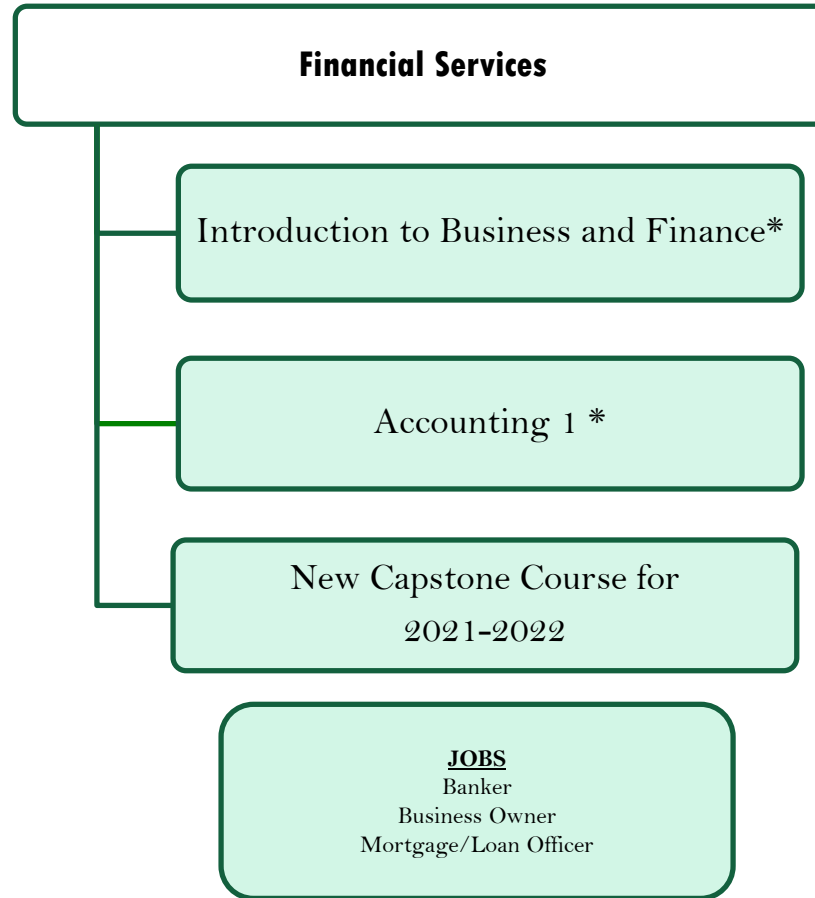 Financial Services
Introduction to Business and Finance*
Accounting 1 *
New Capstone Course for
2021-2022
JOBS
Banker
Business Owner
Mortgage/Loan Officer